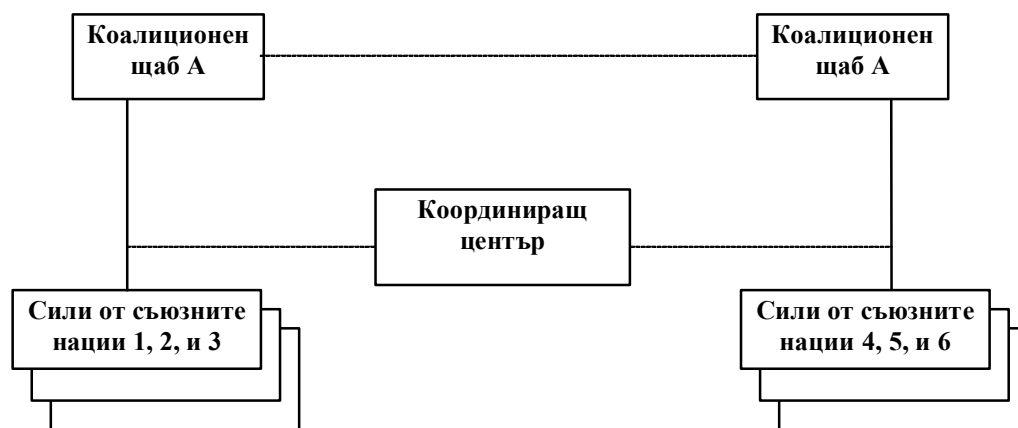 Коалиционен
щаб А
Коалиционен
щаб А
Координиращ
център
Сили от съюзните
нации 1, 2, и 3
Сили от съюзните
нации 4, 5, и 6